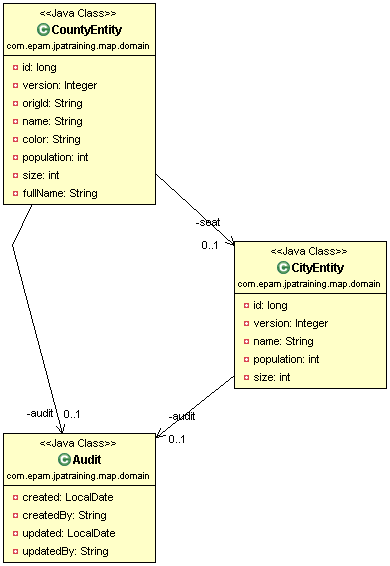 <<Java Class>>
CountyEntity
com.epam.jpatraining.map.domain
id: long
version: Integer
origId: String
name: String
color: String
population: int
size: int
fullName: String
-seat
0..1
<<Java Class>>
CityEntity
com.epam.jpatraining.map.domain
id: long
version: Integer
name: String
population: int
size: int
-audit 0..1
-audit
0..1
<<Java Class>>
Audit
com.epam.jpatraining.map.domain
created: LocalDate
createdBy: String
updated: LocalDate
updatedBy: String